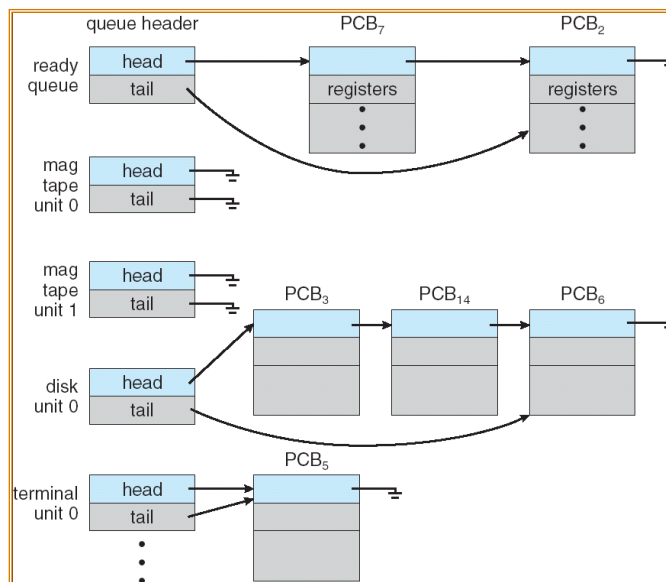 queue header PCB₇ PCB₂
ready
queue
head
tail
registers
registers
mag
tape
unit 0
head
tail
mag
tape
unit 1
head
tail
PCB₃ PCB₁₄ PCB₆
disk
unit 0
head
tail
PCB₅
terminal
unit 0
head
tail